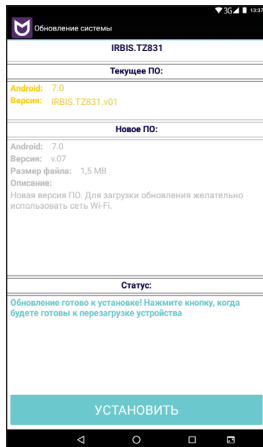 3G 13:37
Обновление системы
IRBIS.TZ831
Текущее ПО:
Android: 7.0
Версия: IRBIS.TZ831.v01
Новое ПО:
Android: 7.0
Версия: v.07
Размер файла: 1,5 MB
Описание:
Новая версия ПО. Для загрузки обновления желательно
использовать сеть Wi-Fi.
Статус:
Обновление готово к установке! Нажмите кнопку, когда
будете готовы к перезагрузке устройства
УСТАНОВИТЬ